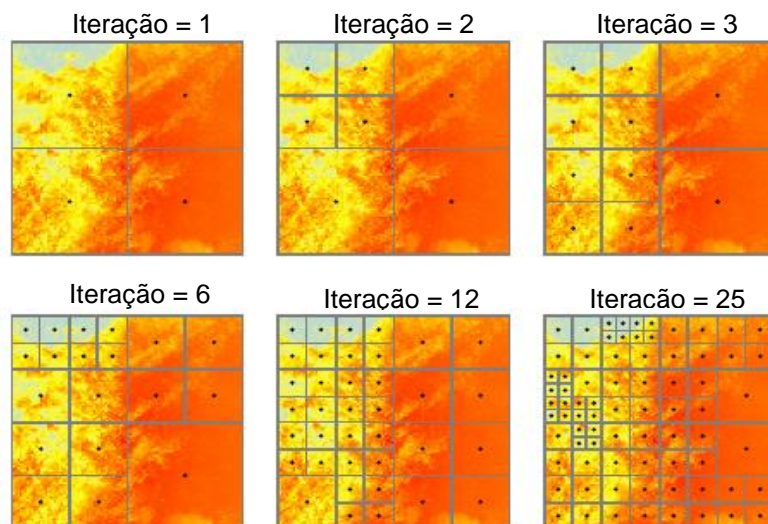 Iteração = 1
Iteração = 2
Iteração = 3
Iteração = 6
Iteração = 12
Iteracão = 25